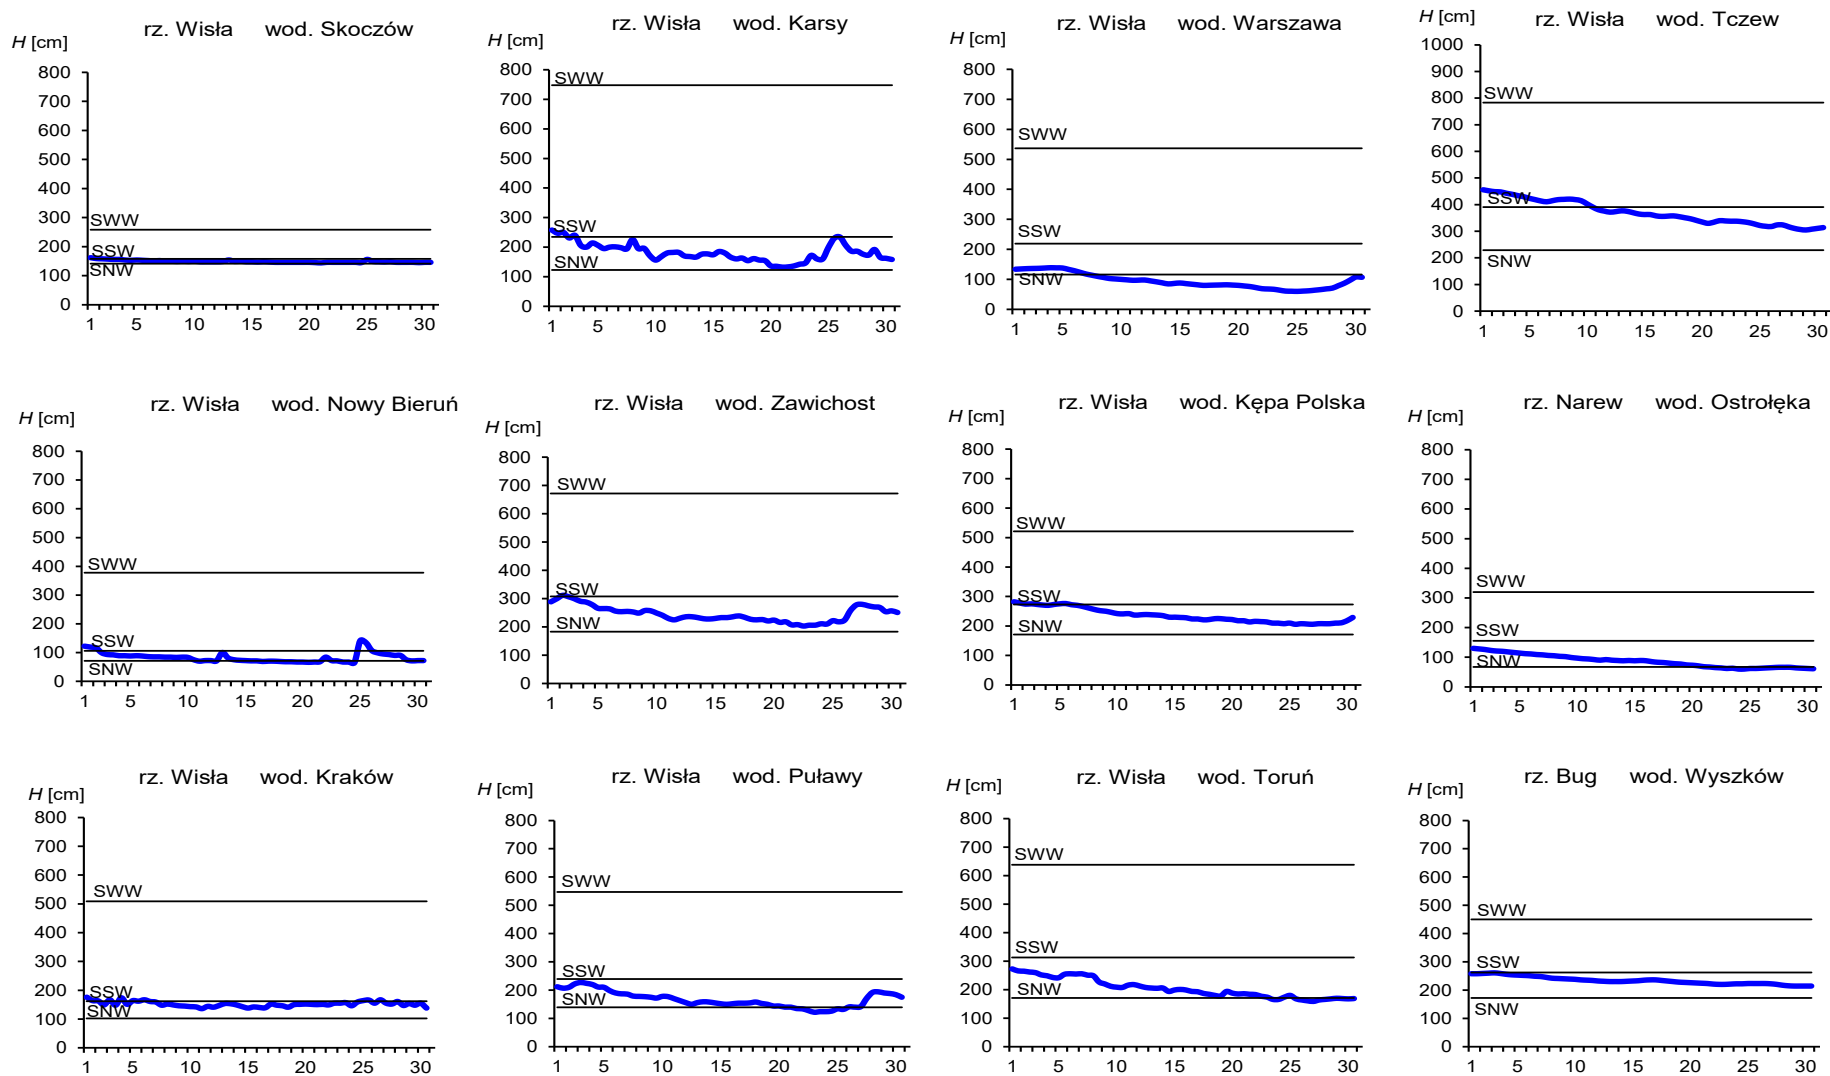 rz. Wisła wod. Skoczów
H [cm]
800
700
600
500
400
300
200
100
0
SWW
SSW
SNW
1 5 10 15 20 25 30
rz. Wisła wod. Karsy
H [cm]
800
700
600
500
400
300
200
100
0
SWW
SSW
SNW
1 5 10 15 20 25 30
rz. Wisła wod. Warszawa
H [cm]
800
700
600
500
400
300
200
100
0
SWW
SSW
SNW
1 5 10 15 20 25 30
rz. Wisła wod. Tczew
H [cm]
1000
900
800
700
600
500
400
300
200
100
0
SWW
SSW
SNW
1 5 10 15 20 25 30
rz. Wisła wod. Nowy Bieruń
H [cm]
800
700
600
500
400
300
200
100
0
SWW
SSW
SNW
1 5 10 15 20 25 30
rz. Wisła wod. Zawichost
H [cm]
800
700
600
500
400
300
200
100
0
SWW
SSW
SNW
1 5 10 15 20 25 30
rz. Wisła wod. Kępa Polska
H [cm]
800
700
600
500
400
300
200
100
0
SWW
SSW
SNW
1 5 10 15 20 25 30
rz. Narew wod. Ostrołęka
H [cm]
800
700
600
500
400
300
200
100
0
SWW
SSW
SNW
1 5 10 15 20 25 30
rz. Wisła wod. Kraków
H [cm]
800
700
600
500
400
300
200
100
0
SWW
SSW
SNW
1 5 10 15 20 25 30
rz. Wisła wod. Puławy
H [cm]
800
700
600
500
400
300
200
100
0
SWW
SSW
SNW
1 5 10 15 20 25 30
rz. Wisła wod. Toruń
H [cm]
800
700
600
500
400
300
200
100
0
SWW
SSW
SNW
1 5 10 15 20 25 30
rz. Bug wod. Wyszków
H [cm]
800
700
600
500
400
300
200
100
0
SWW
SSW
SNW
1 5 10 15 20 25 30